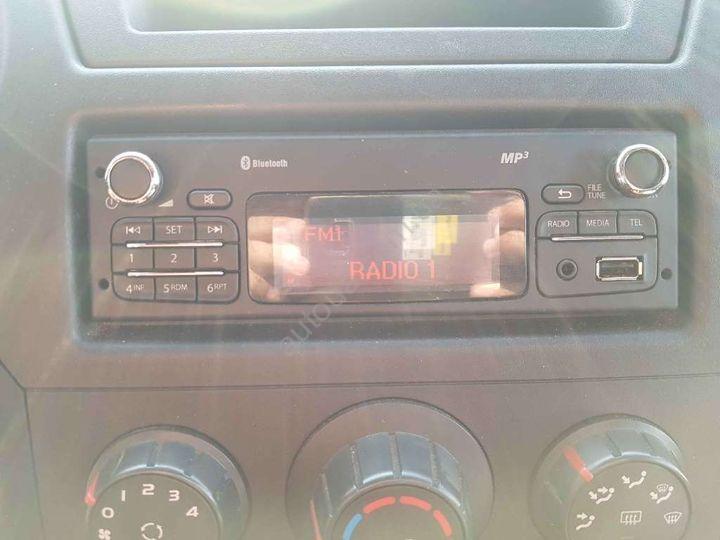 Bluetooth
MP3
FILE
TUNE
SET
RADIO MEDIA TEL
1 2 3
4 INF 5 RDM 6 RPT
FM1
RADIO 1
0 1 2 3 4